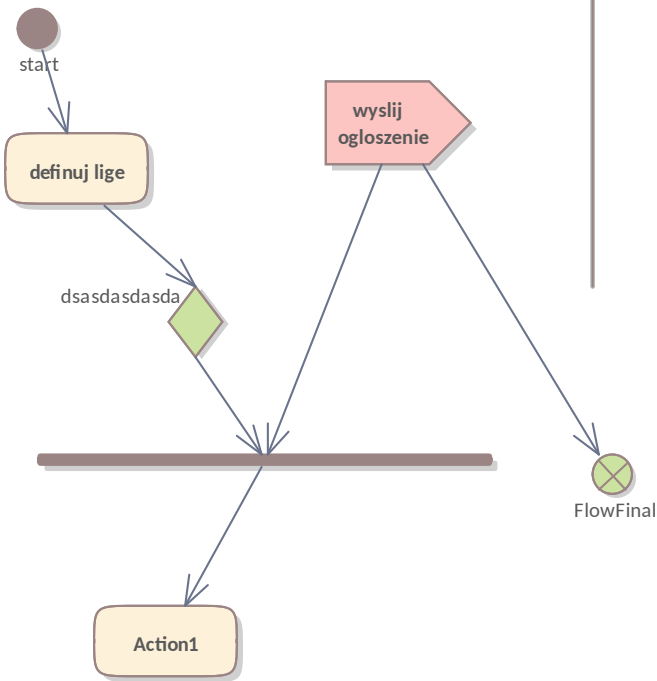 start
wyslij
ogloszenie
definuj lige
dsasdasdasda
FlowFinal
Action1